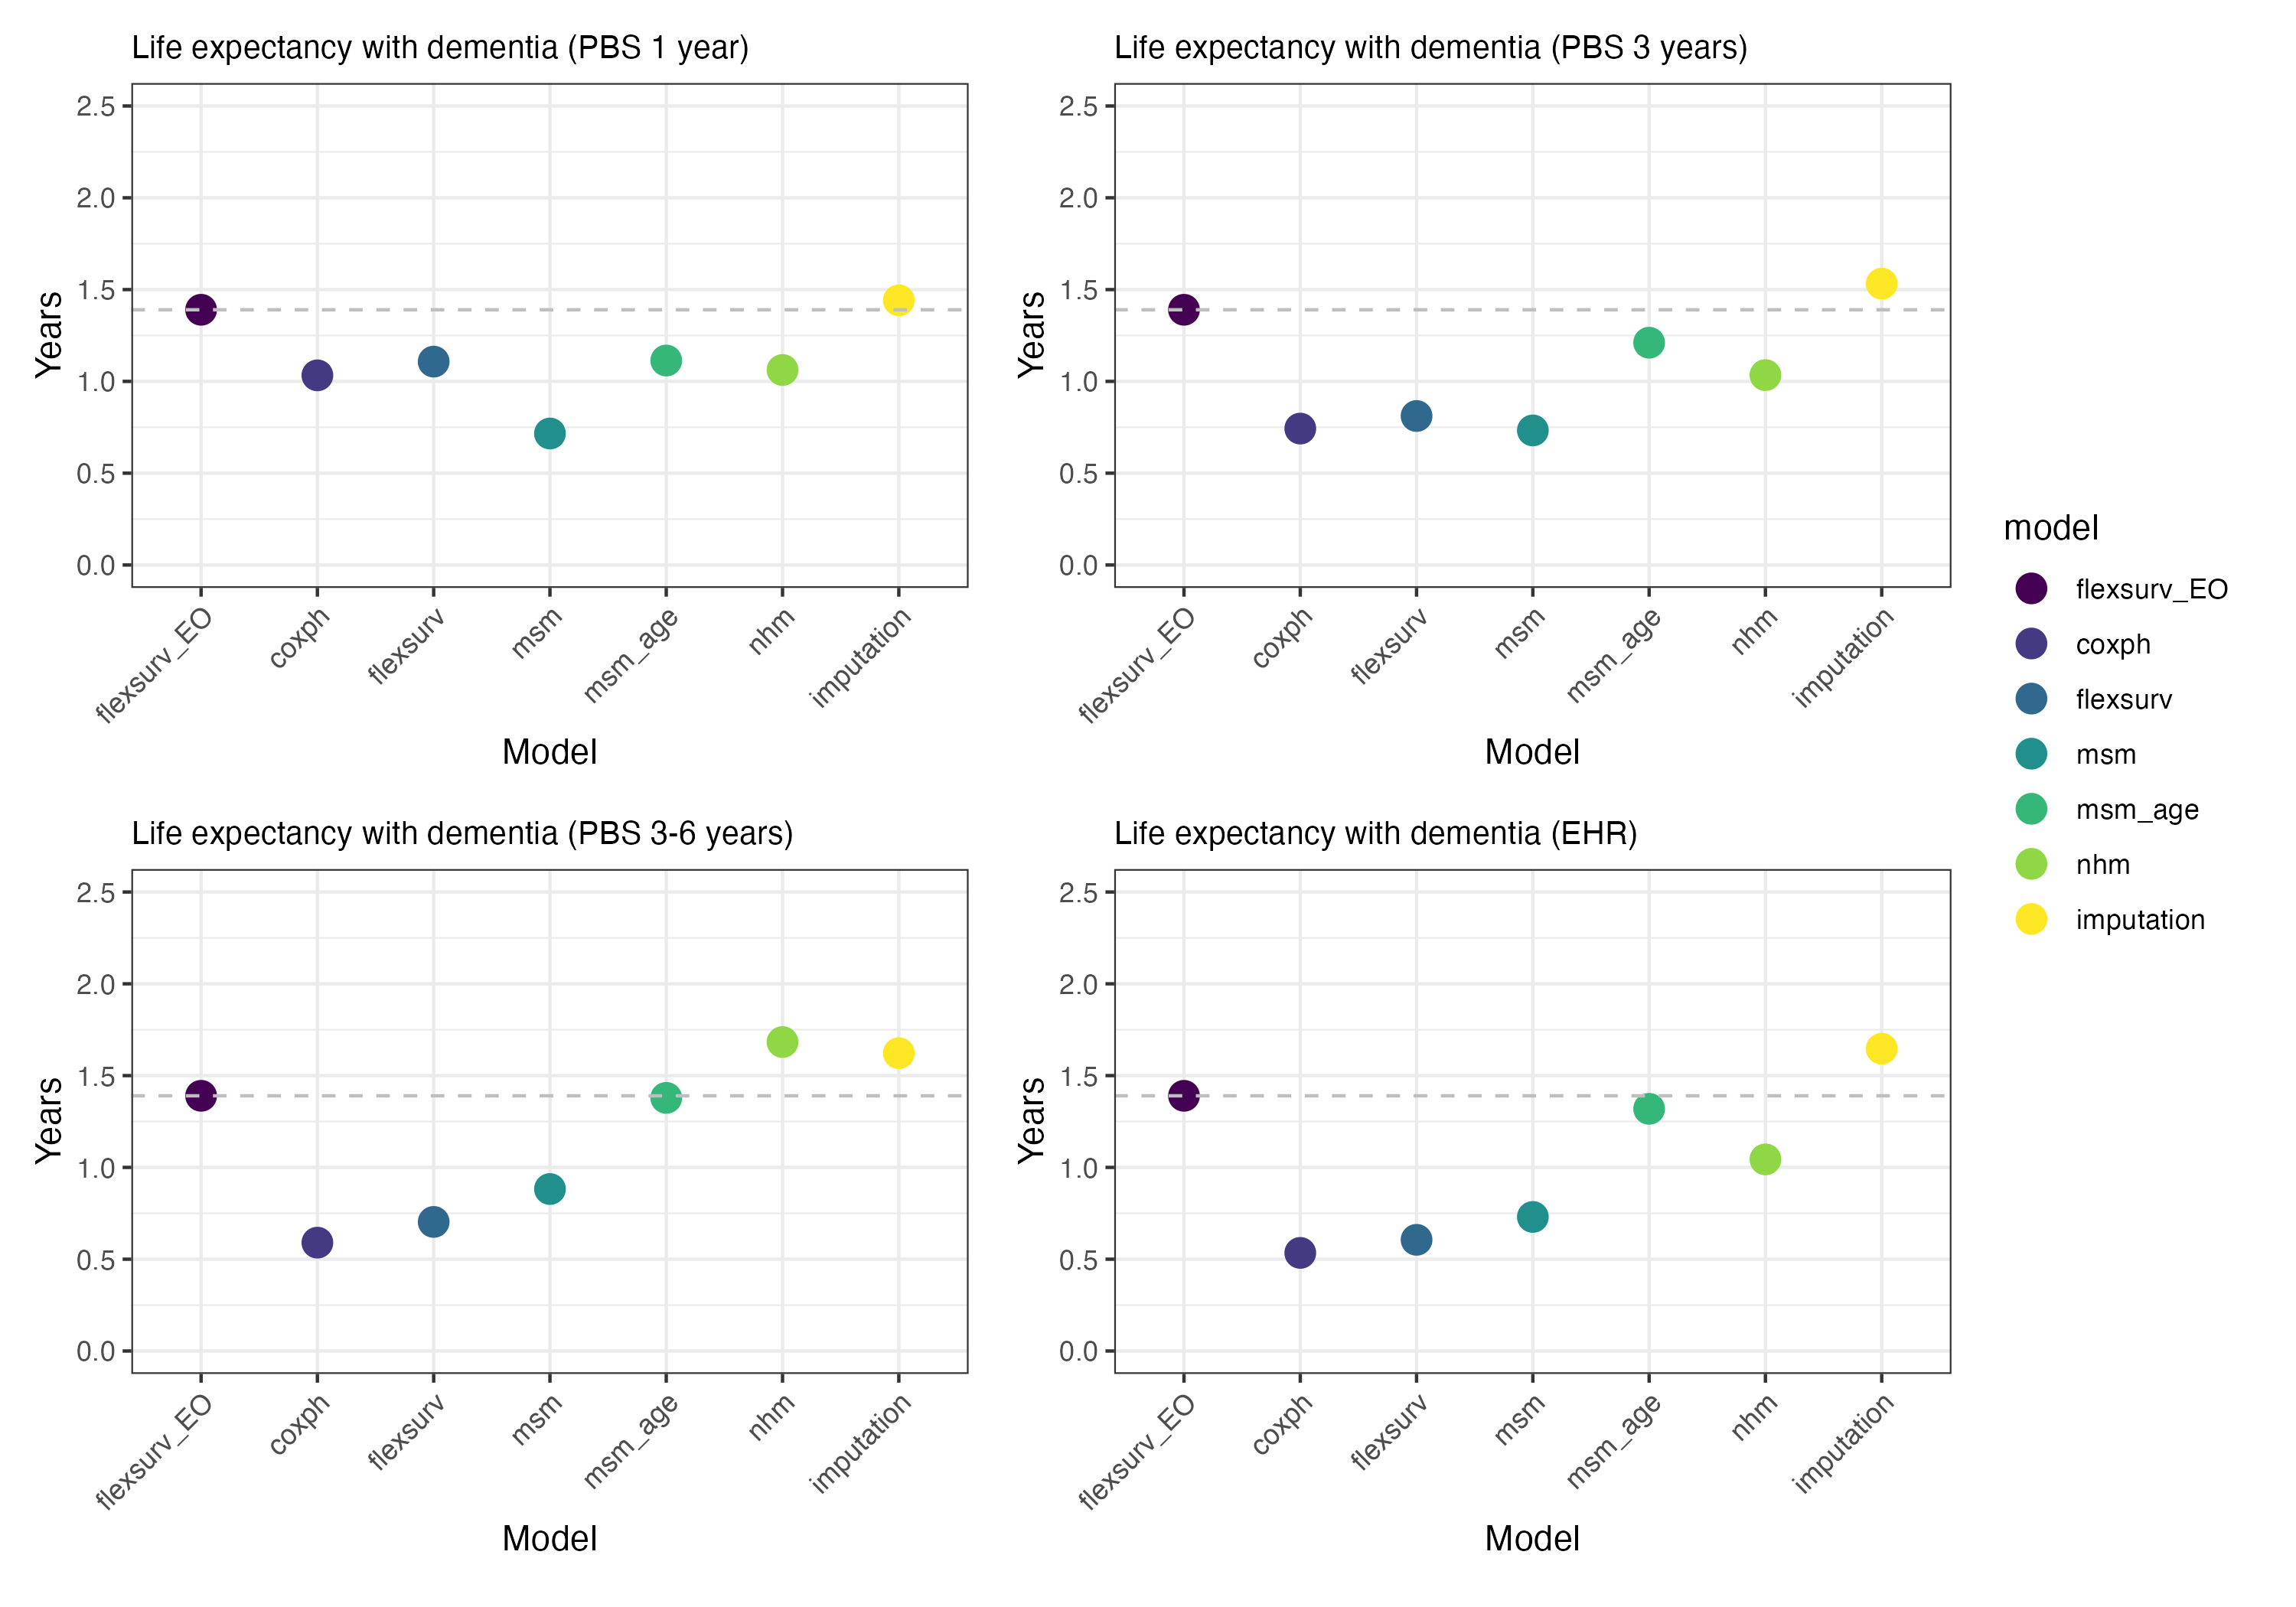 Life expectancy with dementia (PBS 1 year)
2.5
2.0
1.5
1.0
0.5
0.0
Years
flexsurv_EO
coxph
flexsurv
msm
msm_age
nhm
imputation
Model
Life expectancy with dementia (PBS 3 years)
2.5
2.0
1.5
1.0
0.5
0.0
Years
flexsurv_EO
coxph
flexsurv
msm
msm_age
nhm
imputation
Model
Life expectancy with dementia (PBS 3-6 years)
2.5
2.0
1.5
1.0
0.5
0.0
Years
flexsurv_EO
coxph
flexsurv
msm
msm_age
nhm
imputation
Model
Life expectancy with dementia (EHR)
2.5
2.0
1.5
1.0
0.5
0.0
Years
flexsurv_EO
coxph
flexsurv
msm
msm_age
nhm
imputation
Model
model
flexsurv_EO
coxph
flexsurv
msm
msm_age
nhm
imputation